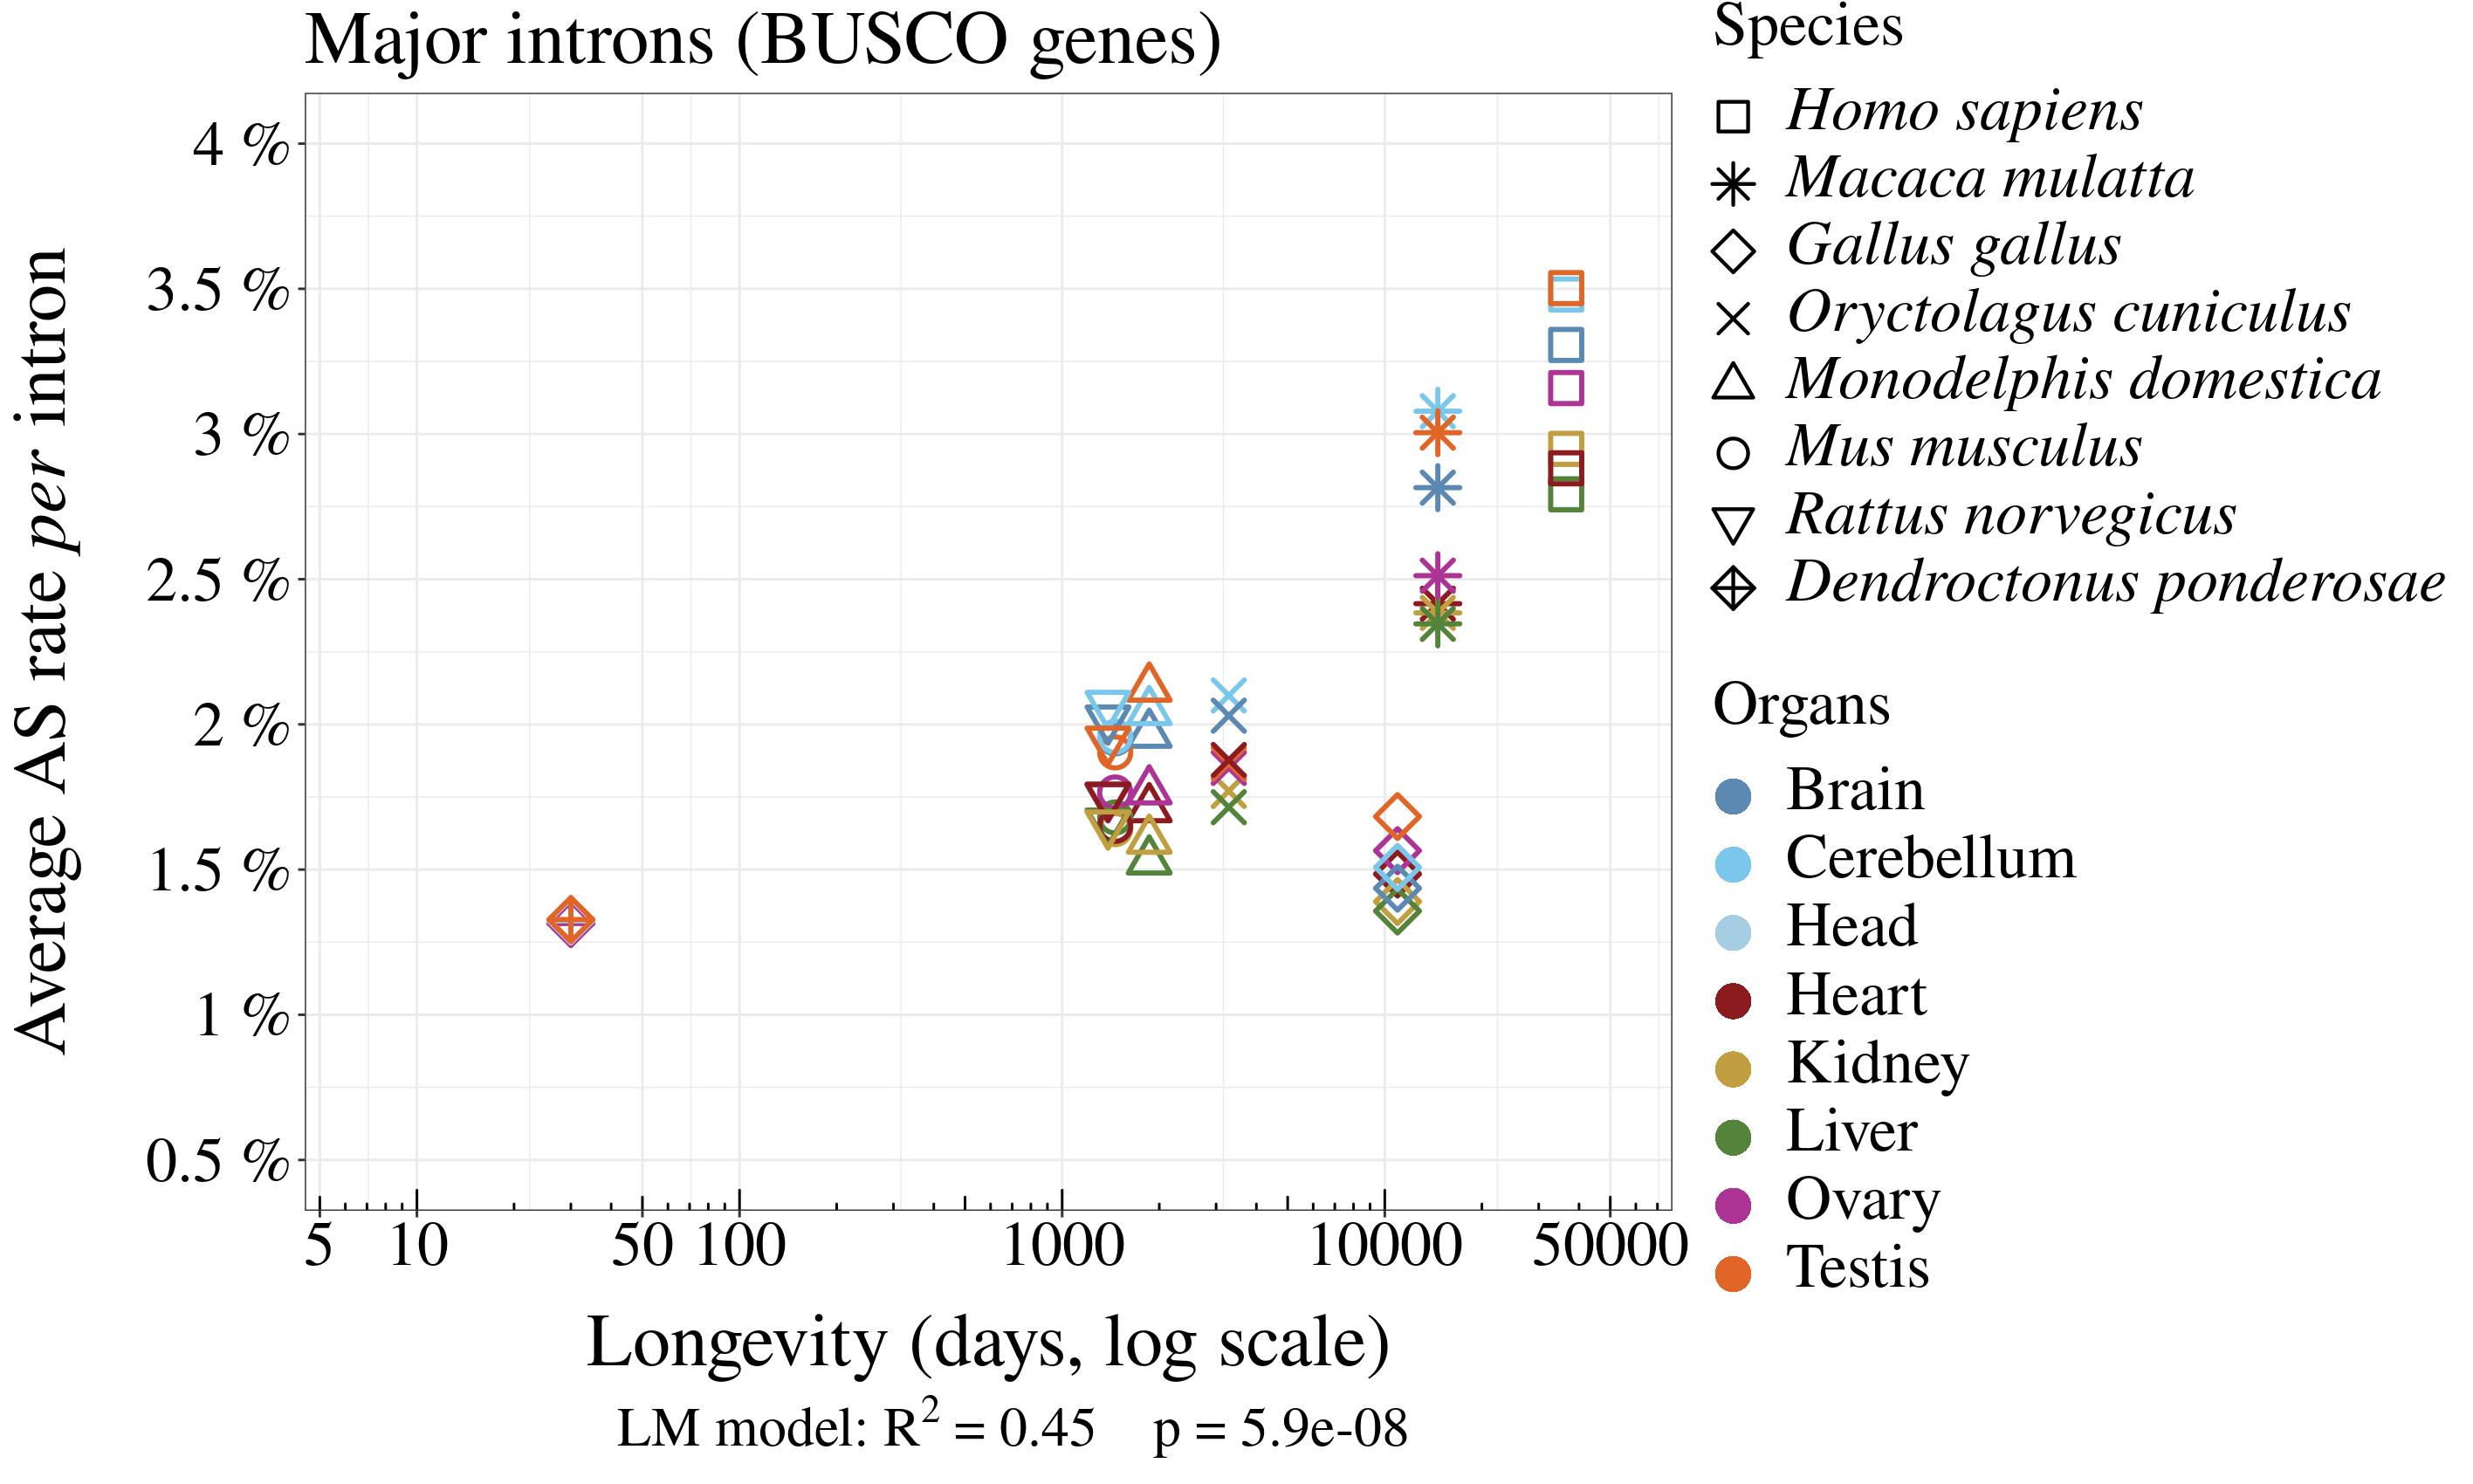 Major introns (BUSCO genes)
Average AS rate per intron
4 %
3.5 %
3 %
2.5 %
2 %
1.5 %
1 %
0.5 %
5 10 50 100 1000 10000 50000
Longevity (days, log scale)
LM model: R² = 0.45 p = 5.9e-08
Species
Homo sapiens
Macaca mulatta
Gallus gallus
Oryctolagus cuniculus
Monodelphis domestica
Mus musculus
Rattus norvegicus
Dendroctonus ponderosae
Organs
Brain
Cerebellum
Head
Heart
Kidney
Liver
Ovary
Testis